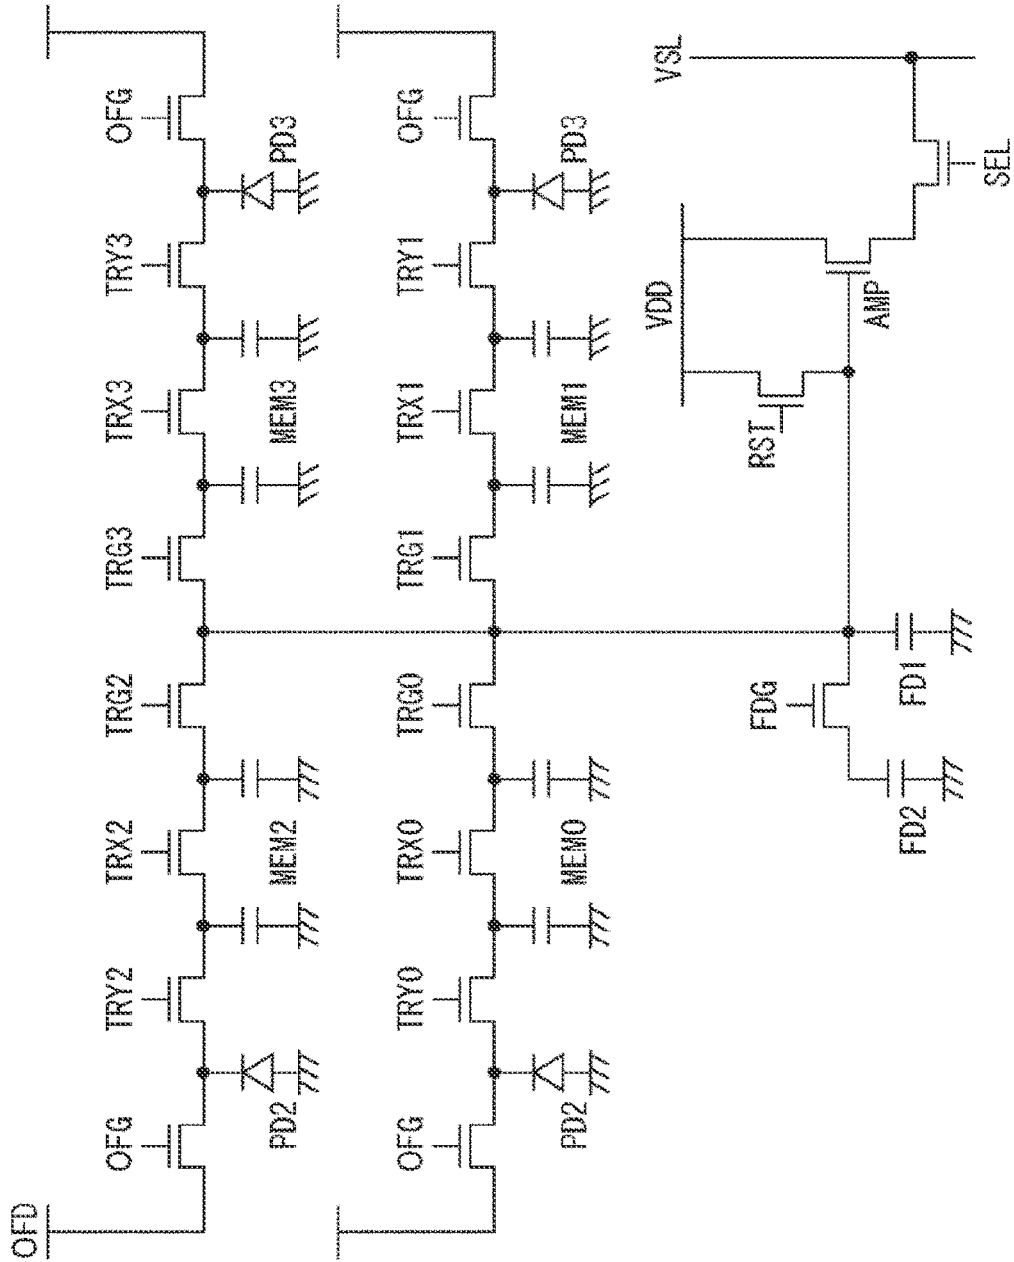 OFD
OFG TRY2 TRX2 TRG2 TRG3 TRX3 TRY3 OFG
PD2 MEM2 MEM3 PD3
OFG TRY0 TRX0 TRG0 TRG1 TRX1 TRY1 OFG
PD2 MEM0 MEM1 PD3
VDD VSL
FDG RST
AMP
FD2 FD1
SEL